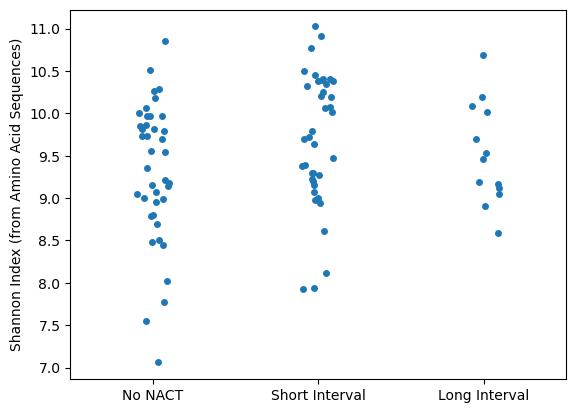 Shannon Index (from Amino Acid Sequences)
11.0
10.5
10.0
9.5
9.0
8.5
8.0
7.5
7.0
No NACT
Short Interval
Long Interval